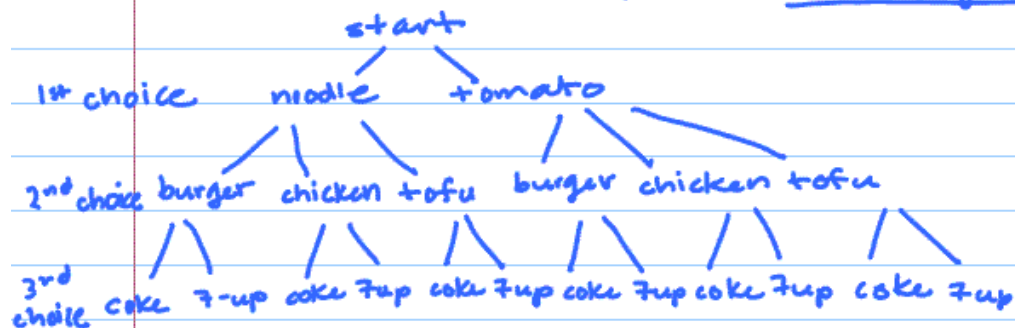 start
1st choice noodle tomato
2nd choice burger chicken tofu burger chicken tofu
3rd choice coke 7-up coke 7up coke 7up coke 7up coke 7up coke 7up